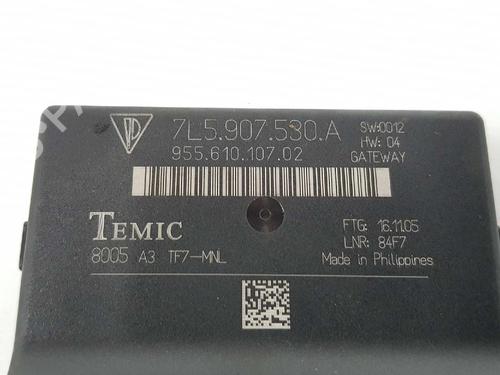 7L5.907.530.A
SW:0012
955.610.107.02
HW: 04
GATEWAY
TEMIC
FTG: 16.11.05
8005 A3 TF7-MNL
LNR: 84F7
Made in Philippines